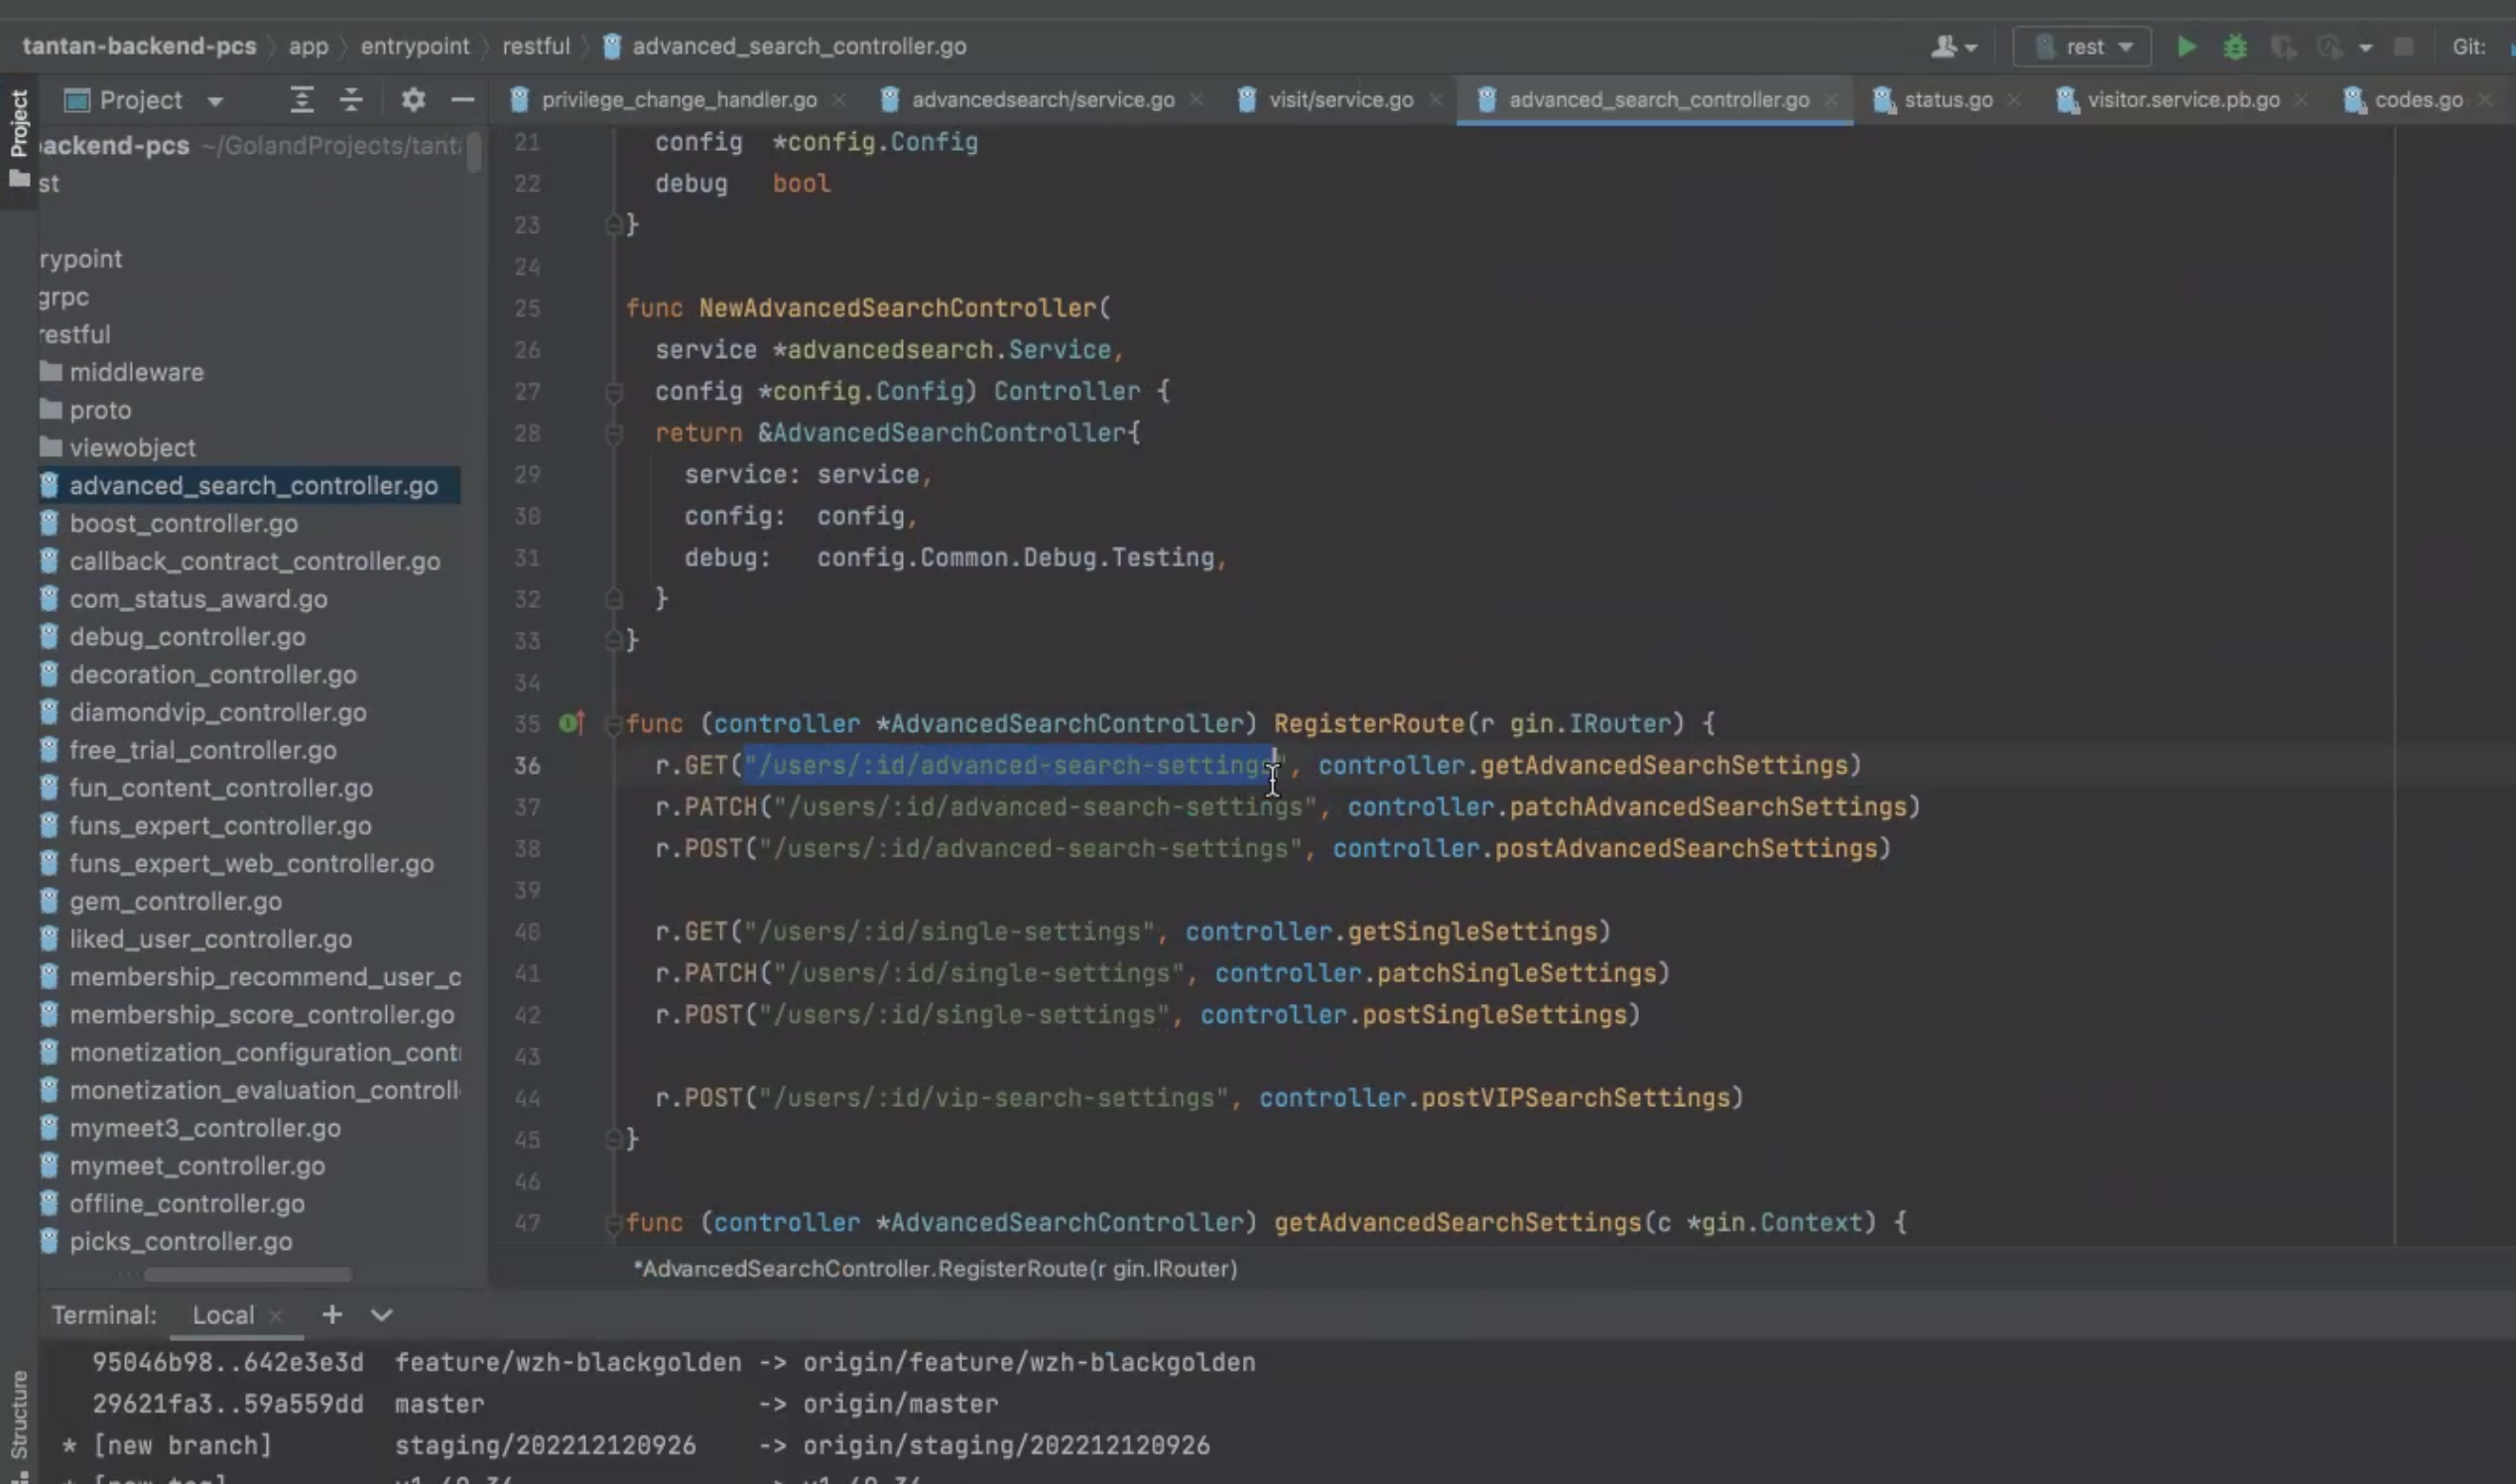 tantan-backend-pcs app entrypoint restful advanced_search_controller.go rest Git:
Project privilege_change_handler.go advancedsearch/service.go visit/service.go advanced_search_controller.go status.go visitor.service.pb.go codes.go
Project
ackend-pcs ~/GolandProjects/tant
st
rypoint
grpc
restful
middleware
proto
viewobject
advanced_search_controller.go
boost_controller.go
callback_contract_controller.go
com_status_award.go
debug_controller.go
decoration_controller.go
diamondvip_controller.go
free_trial_controller.go
fun_content_controller.go
funs_expert_controller.go
funs_expert_web_controller.go
gem_controller.go
liked_user_controller.go
membership_recommend_user_c
membership_score_controller.go
monetization_configuration_cont
monetization_evaluation_controll
mymeet3_controller.go
mymeet_controller.go
offline_controller.go
picks_controller.go
21 config *config.Config
22 debug bool
23 }
24
25 func NewAdvancedSearchController(
26 service *advancedsearch.Service,
27 config *config.Config) Controller {
28 return &AdvancedSearchController{
29 service: service,
30 config: config,
31 debug: config.Common.Debug.Testing,
32 }
33 }
34
35 func (controller *AdvancedSearchController) RegisterRoute(r gin.IRouter) {
36 r.GET("/users/:id/advanced-search-settings", controller.getAdvancedSearchSettings)
37 r.PATCH("/users/:id/advanced-search-settings", controller.patchAdvancedSearchSettings)
38 r.POST("/users/:id/advanced-search-settings", controller.postAdvancedSearchSettings)
39
40 r.GET("/users/:id/single-settings", controller.getSingleSettings)
41 r.PATCH("/users/:id/single-settings", controller.patchSingleSettings)
42 r.POST("/users/:id/single-settings", controller.postSingleSettings)
43
44 r.POST("/users/:id/vip-search-settings", controller.postVIPSearchSettings)
45 }
46
47 func (controller *AdvancedSearchController) getAdvancedSearchSettings(c *gin.Context) {
*AdvancedSearchController.RegisterRoute(r gin.IRouter)
Terminal: Local
95046b98..642e3e3d feature/wzh-blackgolden -> origin/feature/wzh-blackgolden
29621fa3..59a559dd master -> origin/master
* [new branch] staging/202212120926 -> origin/staging/202212120926
Structure